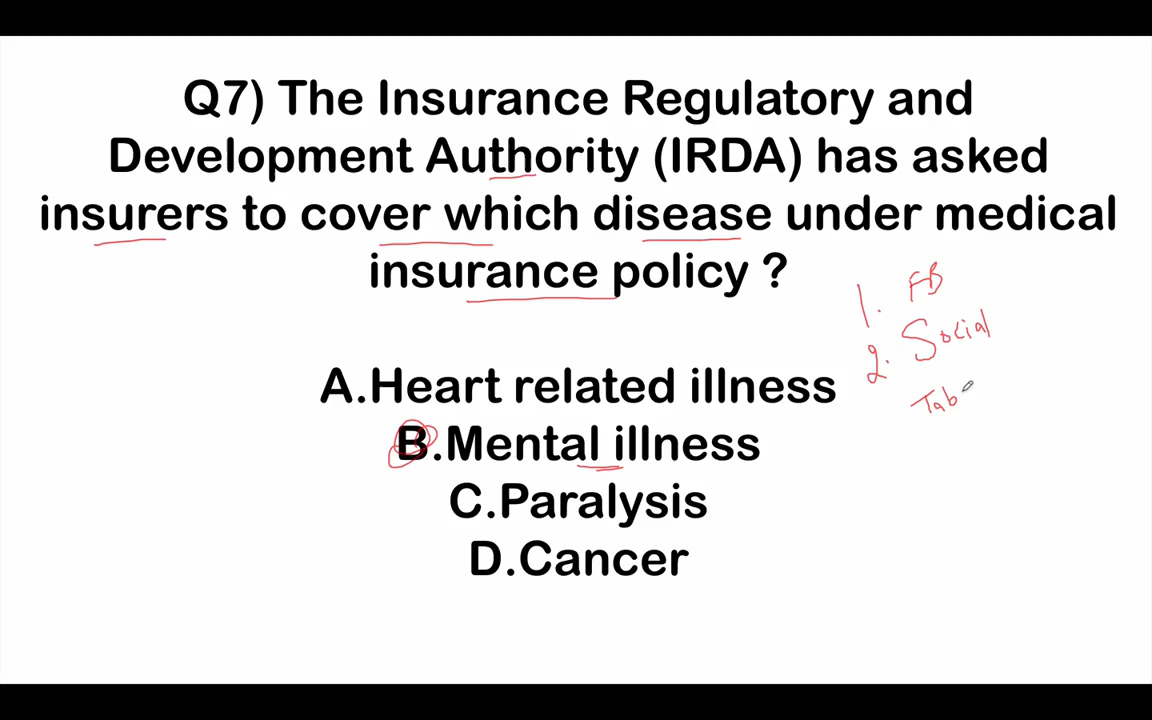 Q7) The Insurance Regulatory and
Development Authority (IRDA) has asked
insurers to cover which disease under medical
insurance policy ?
1. FB
2. Social
Tab
A.Heart related illness
B.Mental illness
C.Paralysis
D.Cancer